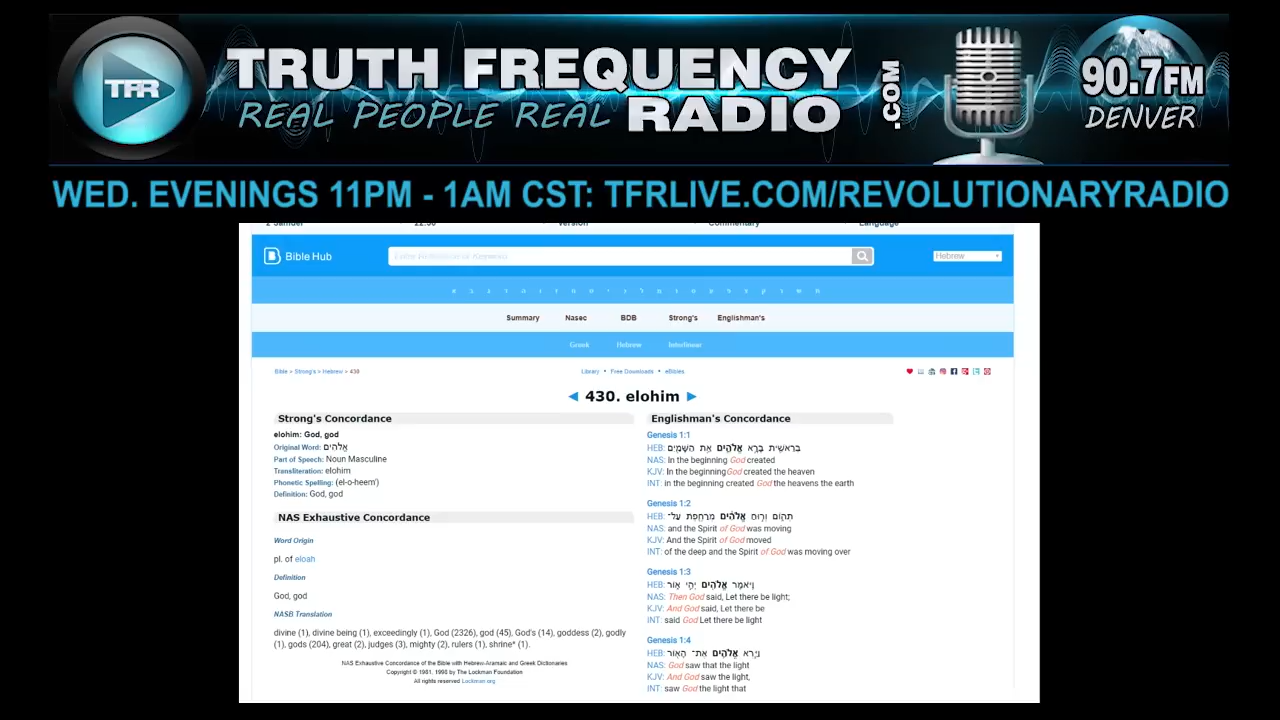 TFR
TRUTH FREQUENCY
REAL PEOPLE REAL RADIO
.COM
90.7FM
DENVER
WED. EVENINGS 11PM - 1AM CST: TFRLIVE.COM/REVOLUTIONARYRADIO
2 Samuel 22:50 Version Commentary Language
Bible Hub
Hebrew
א ב ג ד ה ו ז ח ט י ך ל מ נ ס ע פ צ ק ר ש ת
Summary Nasec BDB Strong's Englishman's
Greek Hebrew Interlinear
Bible > Strong's > Hebrew > 430
Library • Free Downloads • eBibles
◄ 430. elohim ►
Strong's Concordance
elohim: God, god
Original Word: אֱלֹהִים
Part of Speech: Noun Masculine
Transliteration: elohim
Phonetic Spelling: (el-o-heem')
Definition: God, god
NAS Exhaustive Concordance
Word Origin
pl. of eloah
Definition
God, god
NASB Translation
divine (1), divine being (1), exceedingly (1), God (2326), god (45), God's (14), goddess (2), godly
(1), gods (204), great (2), judges (3), mighty (2), rulers (1), shrine* (1).
NAS Exhaustive Concordance of the Bible with Hebrew-Aramaic and Greek Dictionaries
Copyright © 1981, 1998 by The Lockman Foundation
All rights reserved Lockman.org
Englishman's Concordance
Genesis 1:1
HEB: בְּרֵאשִׁ֖ית בָּרָ֣א אֱלֹהִ֑ים אֵ֥ת הַשָּׁמַ֖יִם
NAS: In the beginning God created
KJV: In the beginningGod created the heaven
INT: in the beginning created God the heavens the earth
Genesis 1:2
HEB: תְה֑וֹם וְר֣וּחַ אֱלֹהִ֔ים מְרַחֶ֖פֶת עַל־
NAS: and the Spirit of God was moving
KJV: And the Spirit of God moved
INT: of the deep and the Spirit of God was moving over
Genesis 1:3
HEB: וַיֹּ֥אמֶר אֱלֹהִ֖ים יְהִ֣י א֑וֹר
NAS: Then God said, Let there be light;
KJV: And God said, Let there be
INT: said God Let there be light
Genesis 1:4
HEB: וַיַּ֧רְא אֱלֹהִ֛ים אֶת־ הָא֖וֹר
NAS: God saw that the light
KJV: And God saw the light,
INT: saw God the light that